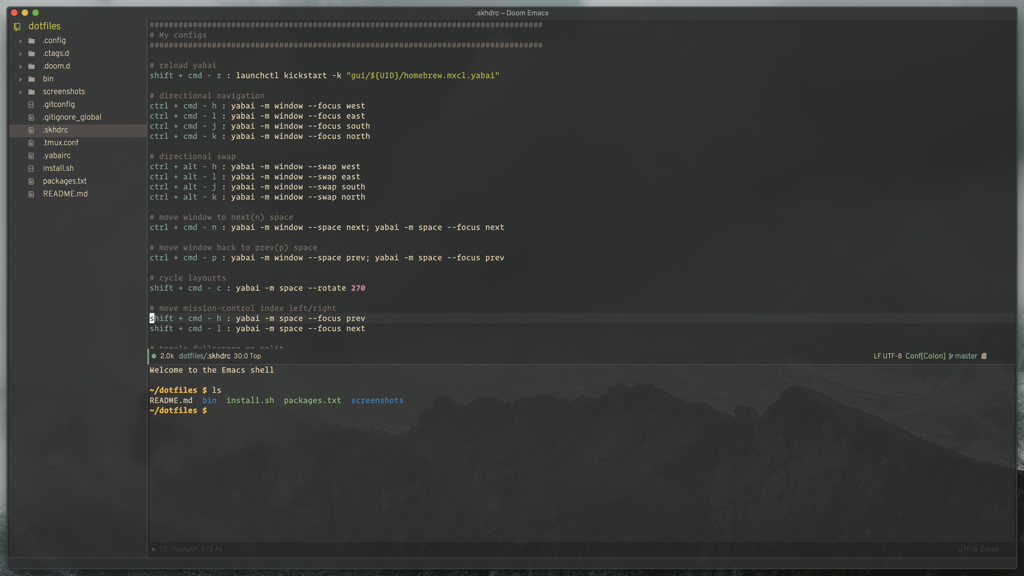 .skhdrc – Doom Emacs
dotfiles
.config
.ctags.d
.doom.d
bin
screenshots
.gitconfig
.gitignore_global
.skhdrc
.tmux.conf
.yabairc
install.sh
packages.txt
README.md
################################################################################
# My configs
################################################################################
# reload yabai
shift + cmd - r : launchctl kickstart -k "gui/${UID}/homebrew.mxcl.yabai"
# directional navigation
ctrl + cmd - h : yabai -m window --focus west
ctrl + cmd - l : yabai -m window --focus east
ctrl + cmd - j : yabai -m window --focus south
ctrl + cmd - k : yabai -m window --focus north
# directional swap
ctrl + alt - h : yabai -m window --swap west
ctrl + alt - l : yabai -m window --swap east
ctrl + alt - j : yabai -m window --swap south
ctrl + alt - k : yabai -m window --swap north
# move window to next(n) space
ctrl + cmd - n : yabai -m window --space next; yabai -m space --focus next
# move window back to prev(p) space
ctrl + cmd - p : yabai -m window --space prev; yabai -m space --focus prev
# cycle layourts
shift + cmd - c : yabai -m space --rotate 270
# move mission-control index left/right
shift + cmd - h : yabai -m space --focus prev
shift + cmd - l : yabai -m space --focus next
# toggle fullscreen or split
2.0k dotfiles/.skhdrc 30:0 Top LF UTF-8 Conf[Colon] master
Welcome to the Emacs shell
~/dotfiles $ ls
README.md bin install.sh packages.txt screenshots
~/dotfiles $